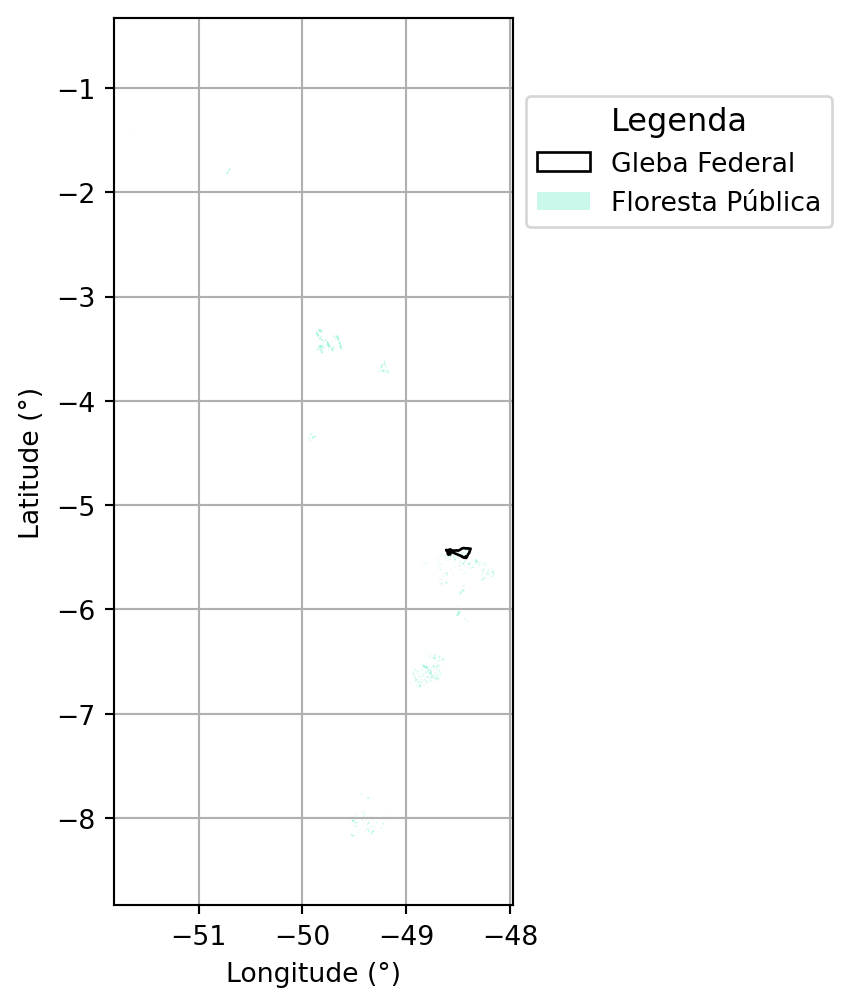 Legenda
Gleba Federal
Floresta Pública
−1
−2
−3
−4
−5
−6
−7
−8
Latitude (°)
−51 −50 −49 −48
Longitude (°)